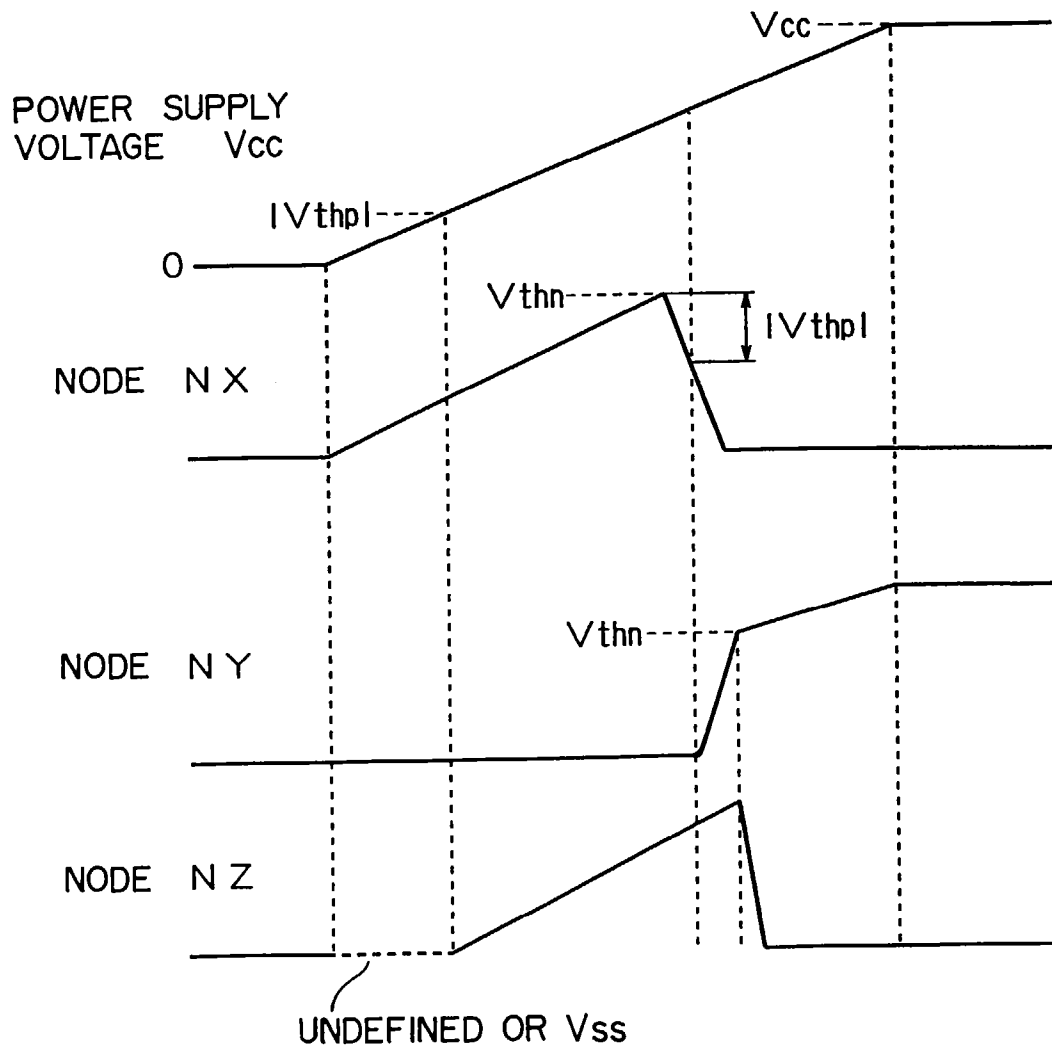 Vcc
POWER SUPPLY
VOLTAGE Vcc
|Vthp|
0
Vthn
|Vthp|
NODE NX
Vthn
NODE NY
NODE NZ
UNDEFINED OR Vss